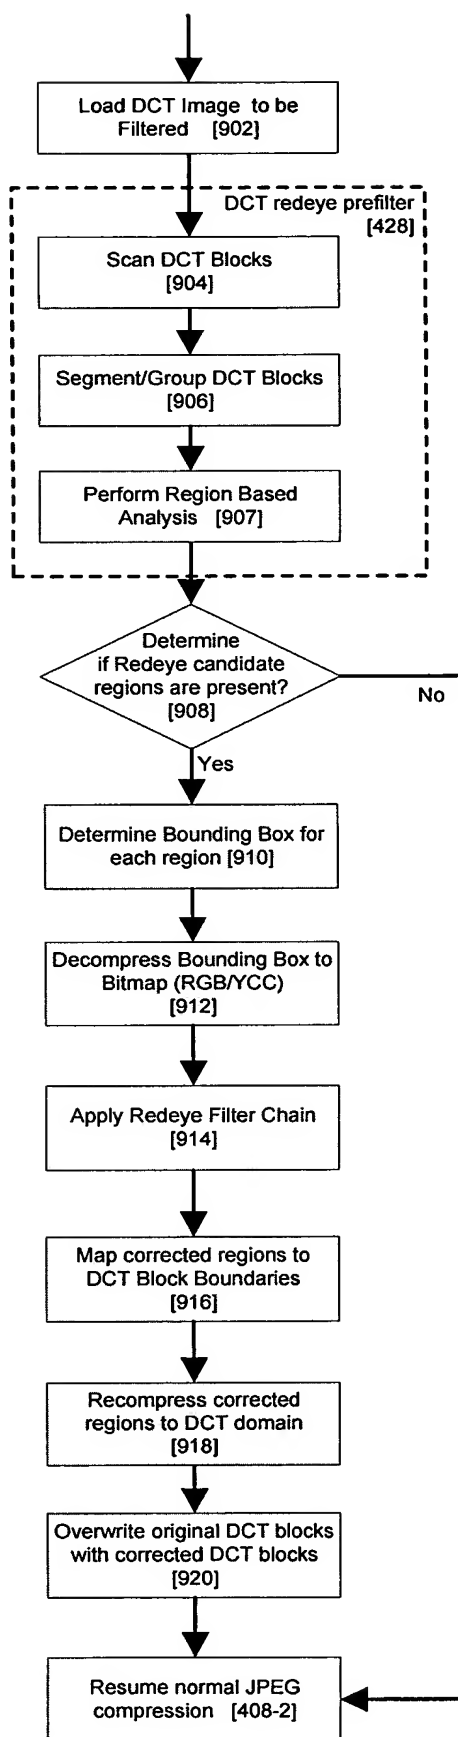 Load DCT Image to be
Filtered [902]
DCT redeye prefilter
[428]
Scan DCT Blocks
[904]
Segment/Group DCT Blocks
[906]
Perform Region Based
Analysis [907]
Determine
if Redeye candidate
regions are present?
[908]
No
Yes
Determine Bounding Box for
each region [910]
Decompress Bounding Box to
Bitmap (RGB/YCC)
[912]
Apply Redeye Filter Chain
[914]
Map corrected regions to
DCT Block Boundaries
[916]
Recompress corrected
regions to DCT domain
[918]
Overwrite original DCT blocks
with corrected DCT blocks
[920]
Resume normal JPEG
compression [408-2]